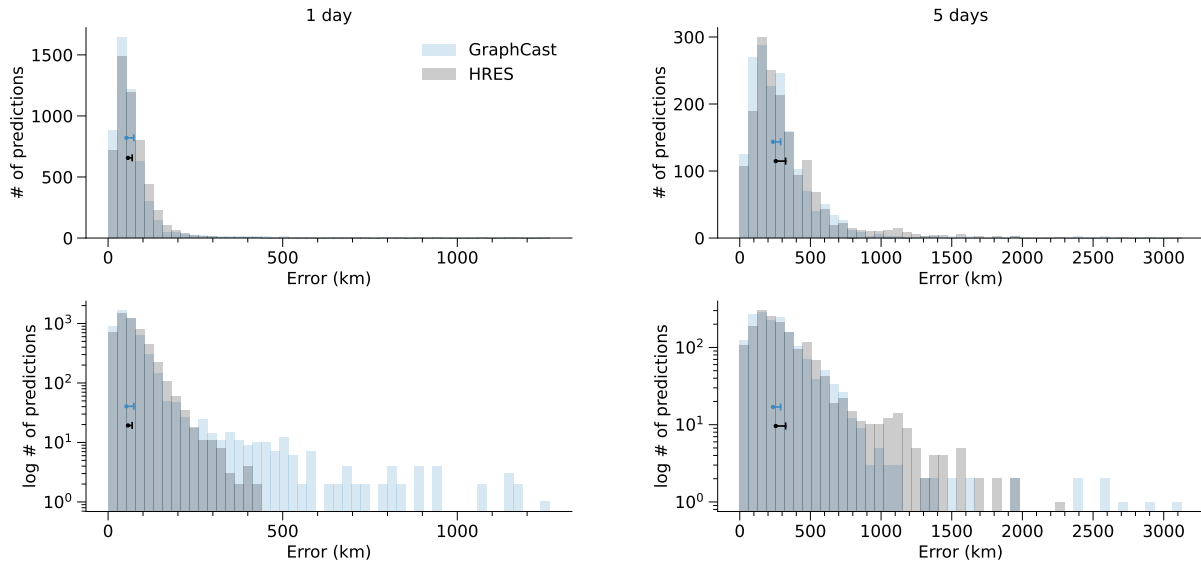 1 day
5 days
# of predictions
1500
1000
500
0
GraphCast
HRES
0 500 1000
Error (km)
# of predictions
300
200
100
0
0 500 1000 1500 2000 2500 3000
Error (km)
log # of predictions
10³
10²
10¹
10⁰
0 500 1000
Error (km)
log # of predictions
10²
10¹
10⁰
0 500 1000 1500 2000 2500 3000
Error (km)